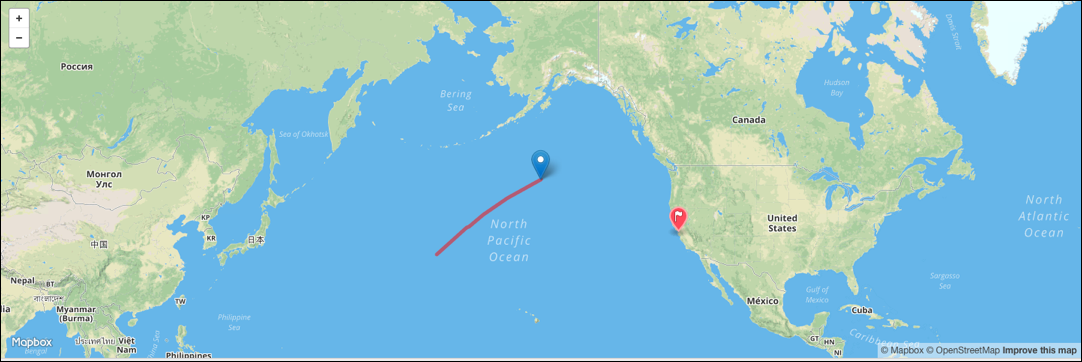 +
−
Россия
Bering
Sea
Sea of Okhotsk
Монгол
Улс
KP
KR
日本
中国
Nepal
BT
বাংলাদেশ
Myanmar
(Burma)
ประเทศไทย
Việt
Nam
TW
Philippine
Sea
Philippines
Bengal
Mapbox
North
Pacific
Ocean
Davis Strait
Hudson
Bay
Canada
United
States
North
Atlantic
Ocean
Sargasso
Sea
Gulf of
Mexico
México
Cuba
GT
HN
NI
Caribbean Sea
© Mapbox © OpenStreetMap Improve this map